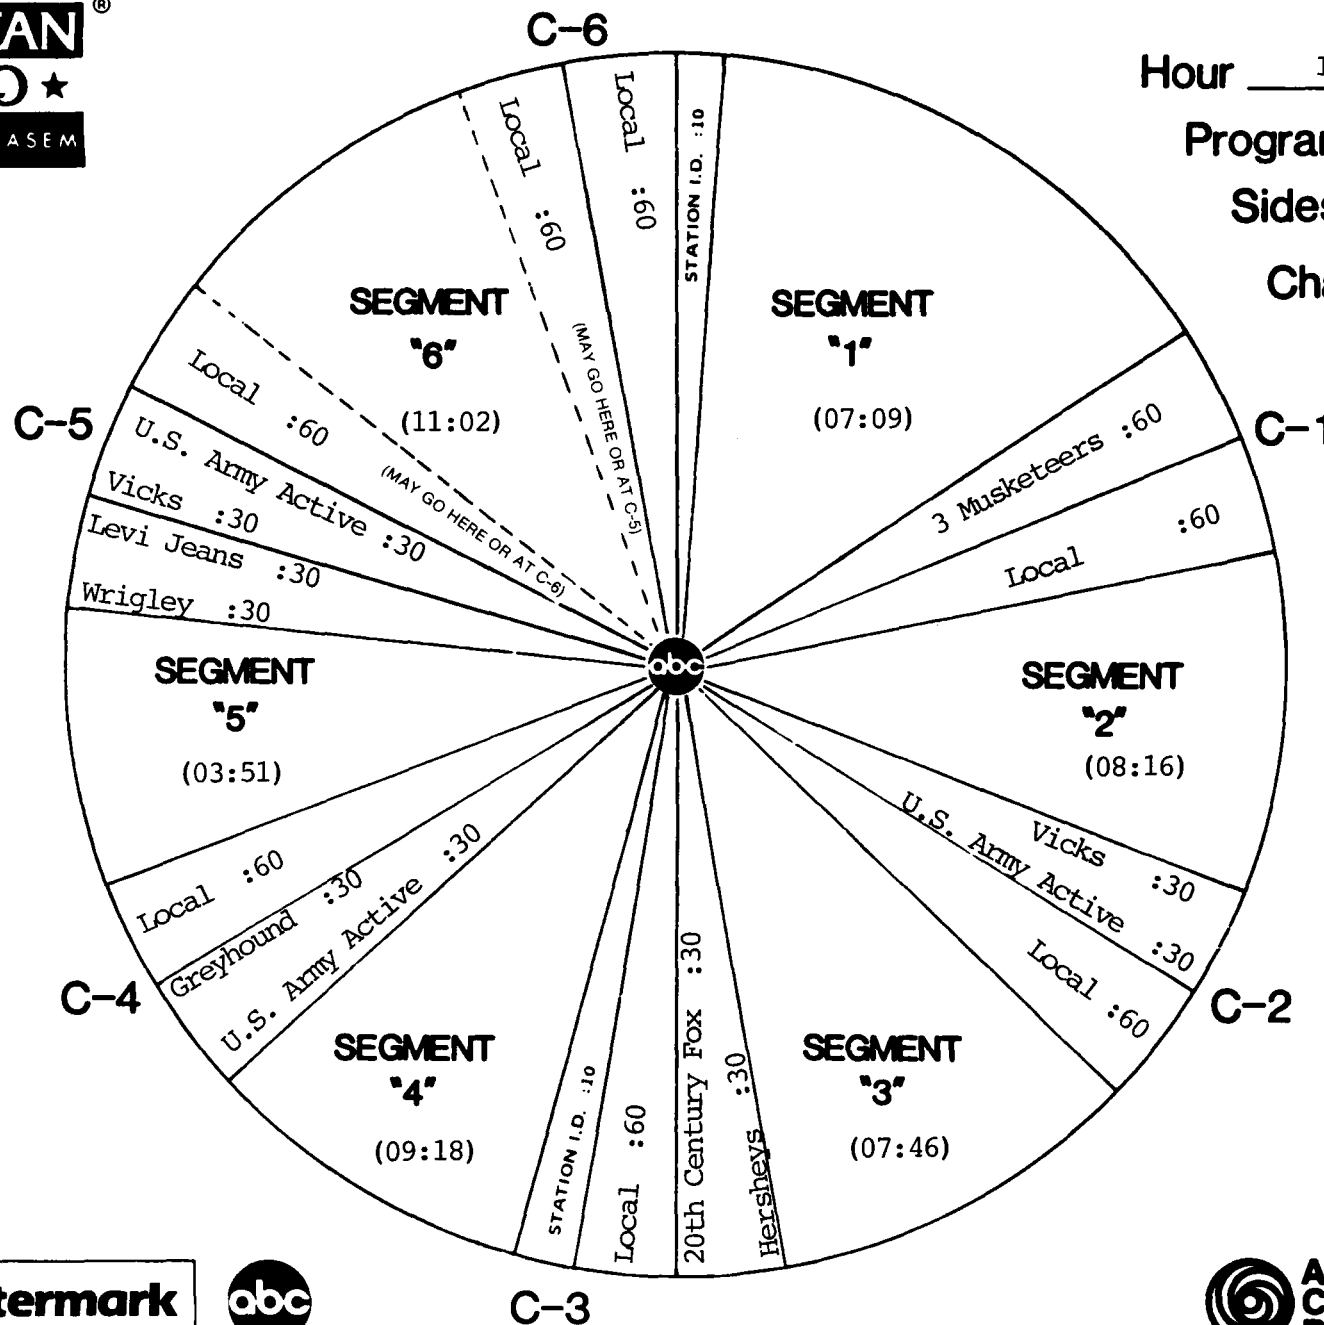 ®
ASEM
C-6
Hour
Local :60
Local :60
STATION I.D. :10
(MAY GO HERE OR AT C-5)
SEGMENT
"6"
(11:02)
SEGMENT
"1"
(07:09)
C-5
Local :60
(MAY GO HERE OR AT C-6)
U.S. Army Active :30
Vicks :30
Levi Jeans :30
Wrigley :30
3 Musketeers :60
C-1
Local :60
abc
SEGMENT
"5"
(03:51)
SEGMENT
"2"
(08:16)
Vicks :30
U.S. Army Active :30
Local :60
C-2
Local :60
Greyhound :30
U.S. Army Active :30
C-4
SEGMENT
"4"
(09:18)
STATION I.D. :10
Local :60
20th Century Fox :30
Hersheys :30
SEGMENT
"3"
(07:46)
C-3
termark
abc